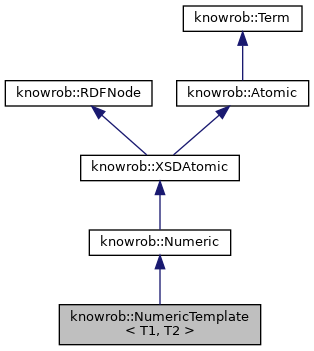 knowrob::Term
knowrob::RDFNode
knowrob::Atomic
knowrob::XSDAtomic
knowrob::Numeric
knowrob::NumericTemplate
< T1, T2 >